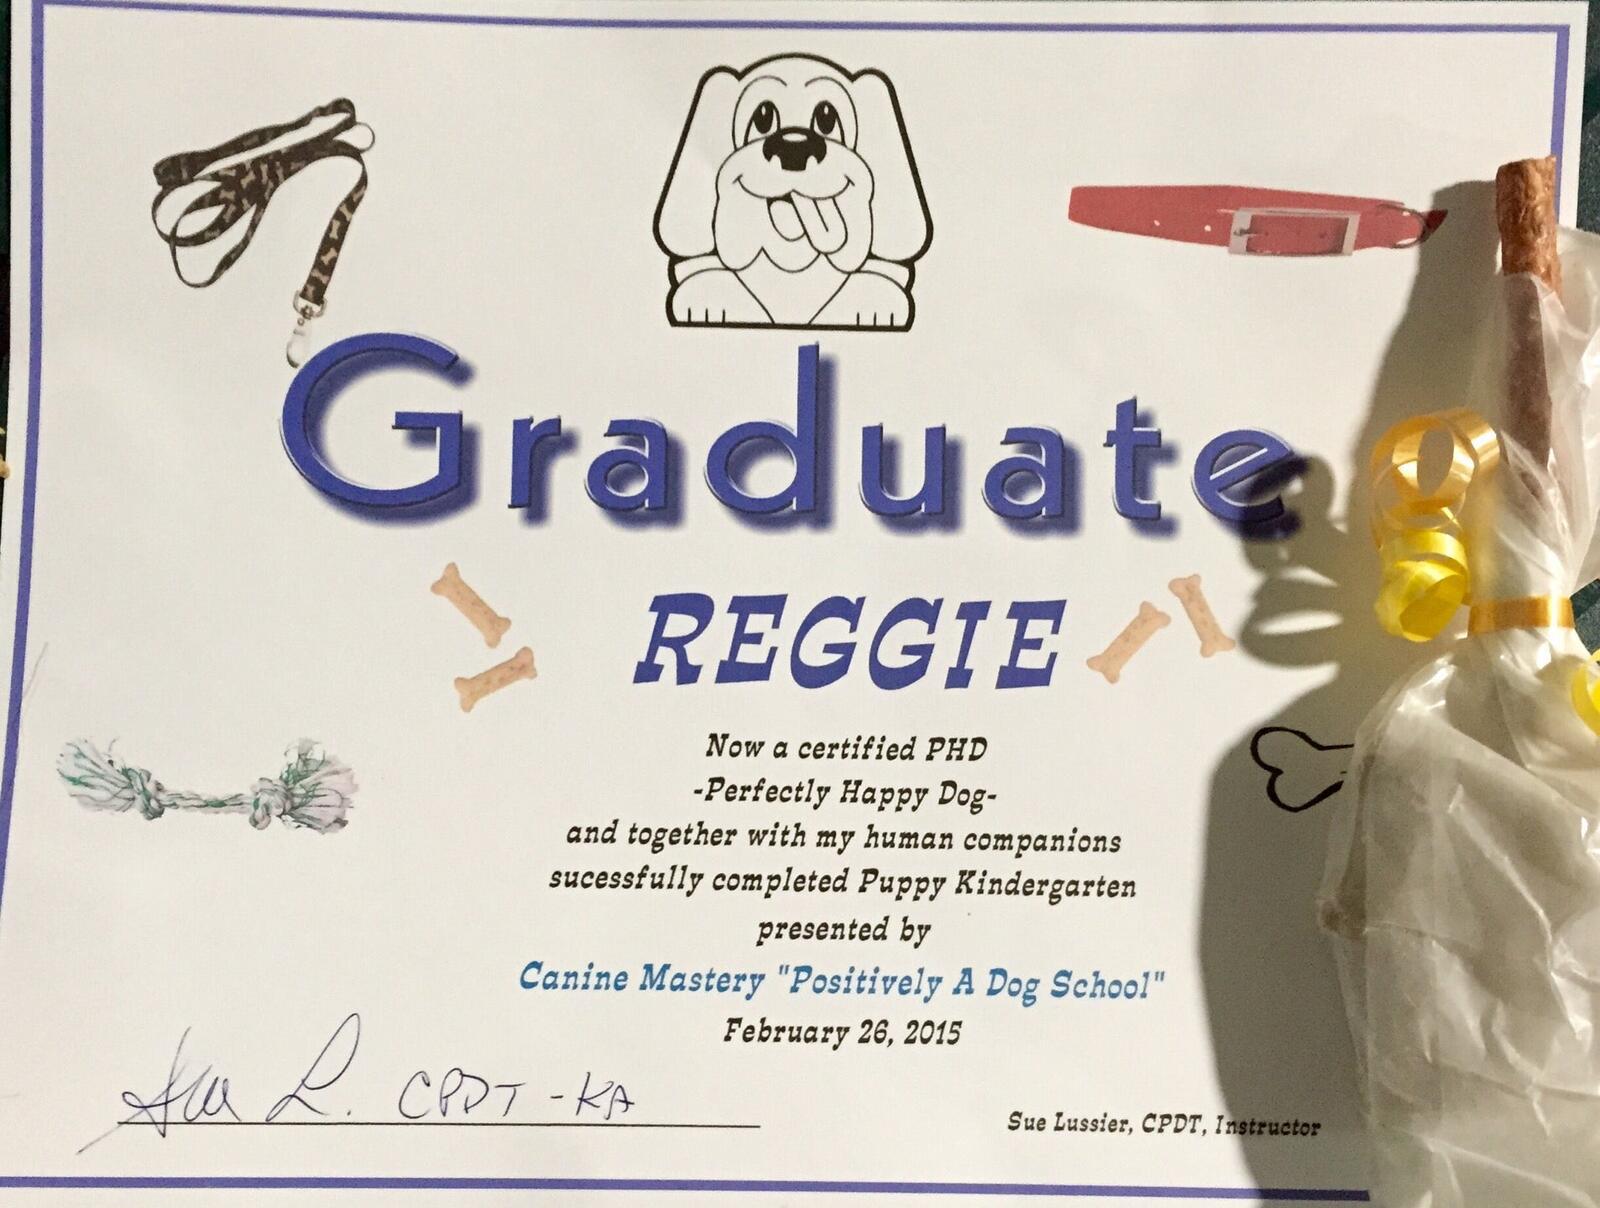 Graduate
REGGIE
Now a certified PHD
-Perfectly Happy Dog-
and together with my human companions
sucessfully completed Puppy Kindergarten
presented by
Canine Mastery "Positively A Dog School"
February 26, 2015
Sue L. CPDT-KA
Sue Lussier, CPDT, Instructor